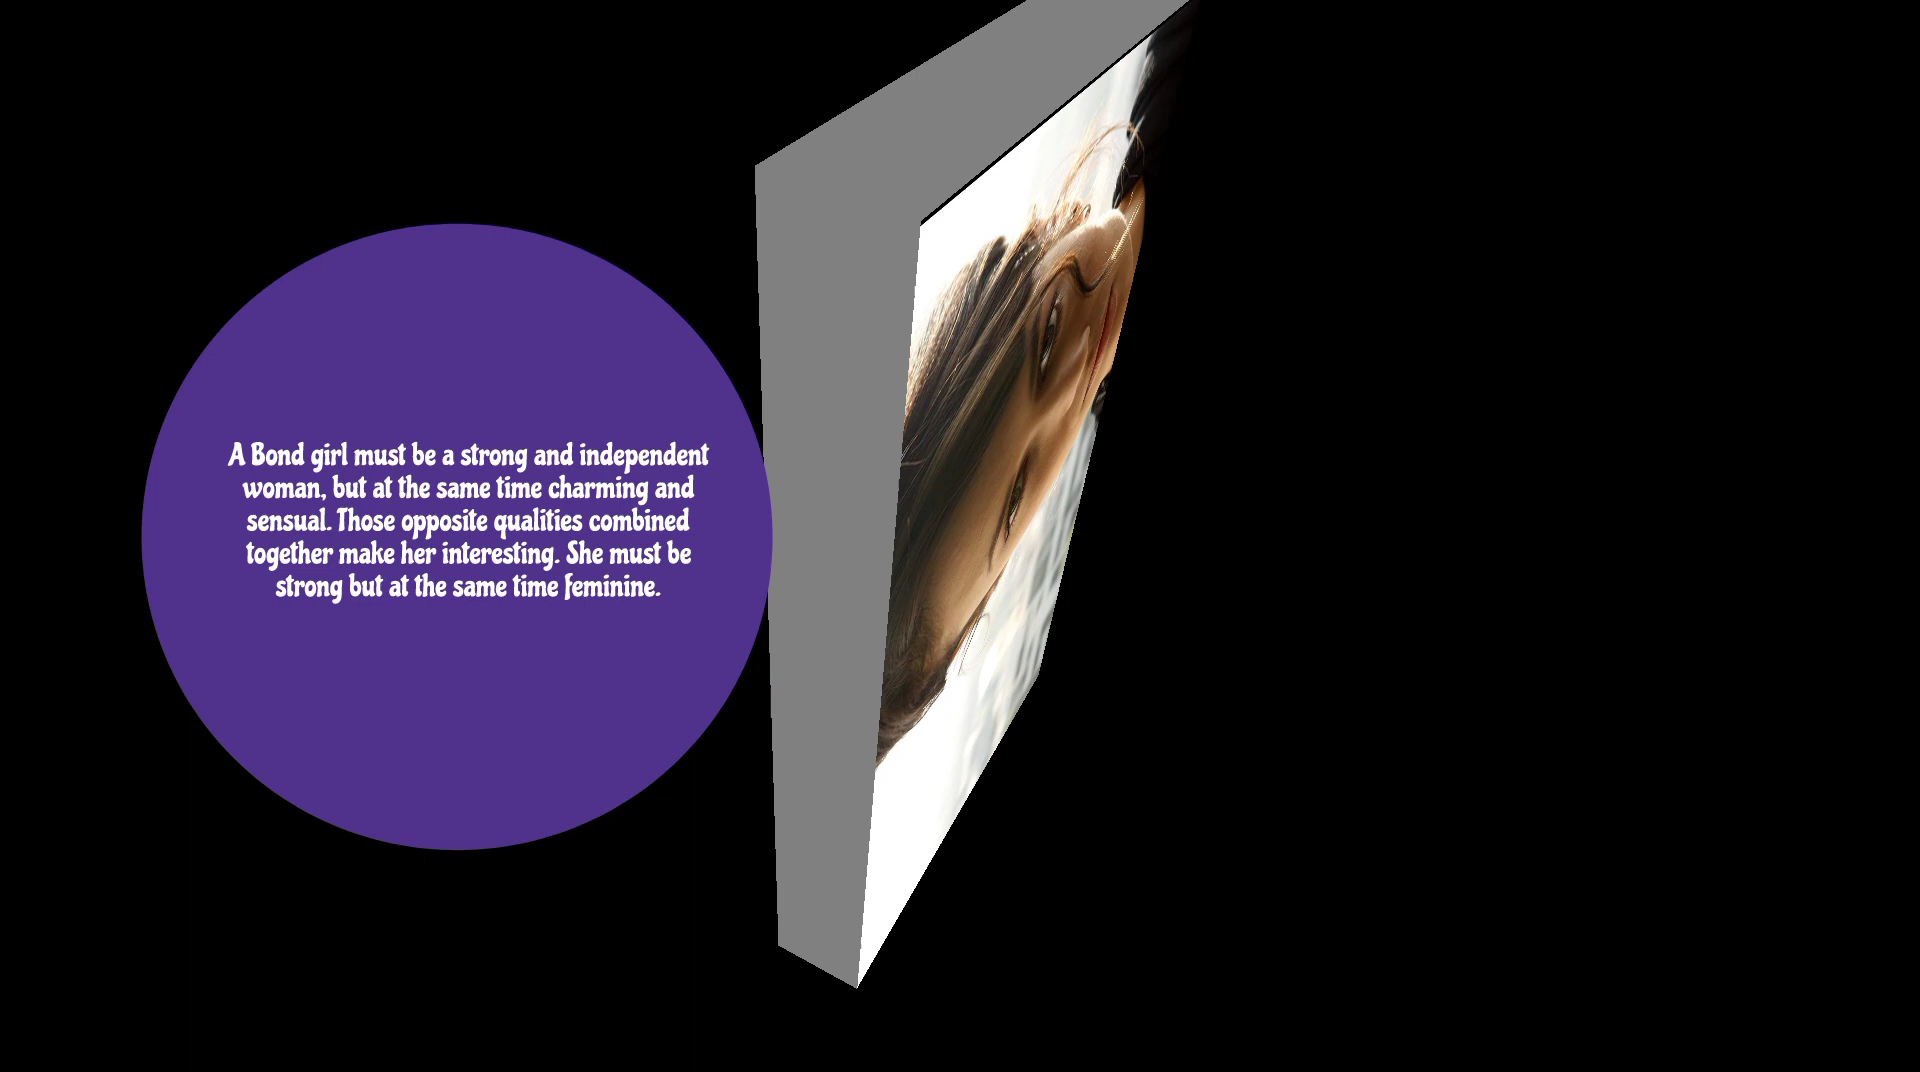 A Bond girl must be a strong and independent
woman, but at the same time charming and
sensual. Those opposite qualities combined
together make her interesting. She must be
strong but at the same time feminine.